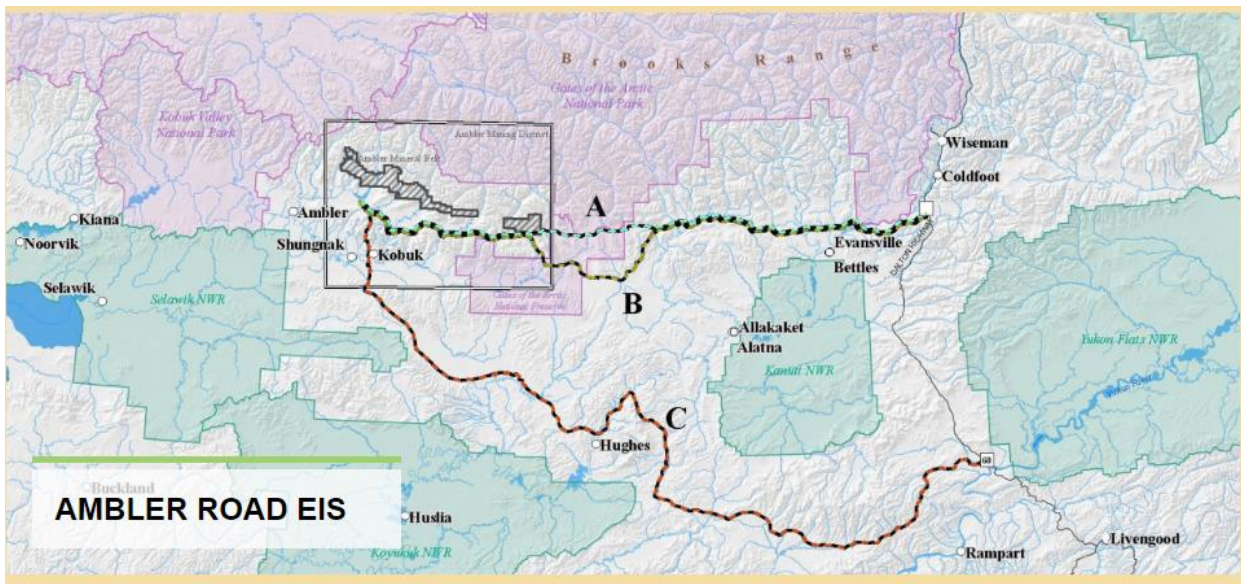 Brooks Range
Gates of the Arctic
National Park
Kobuk Valley
National Park
Ambler Mining District
Ambler Mineral Belt
Wiseman
Coldfoot
Ambler
A
Kiana
Noorvik
Shungnak
Kobuk
Evansville
Bettles
DALTON HIGHWAY
Selawik
Selawik NWR
Gates of the Arctic
National Preserve
B
Allakaket
Alatna
Kanuti NWR
Yukon Flats NWR
C
Hughes
Buckland
AMBLER ROAD EIS
Huslia
Koyukuk NWR
Rampart
Livengood